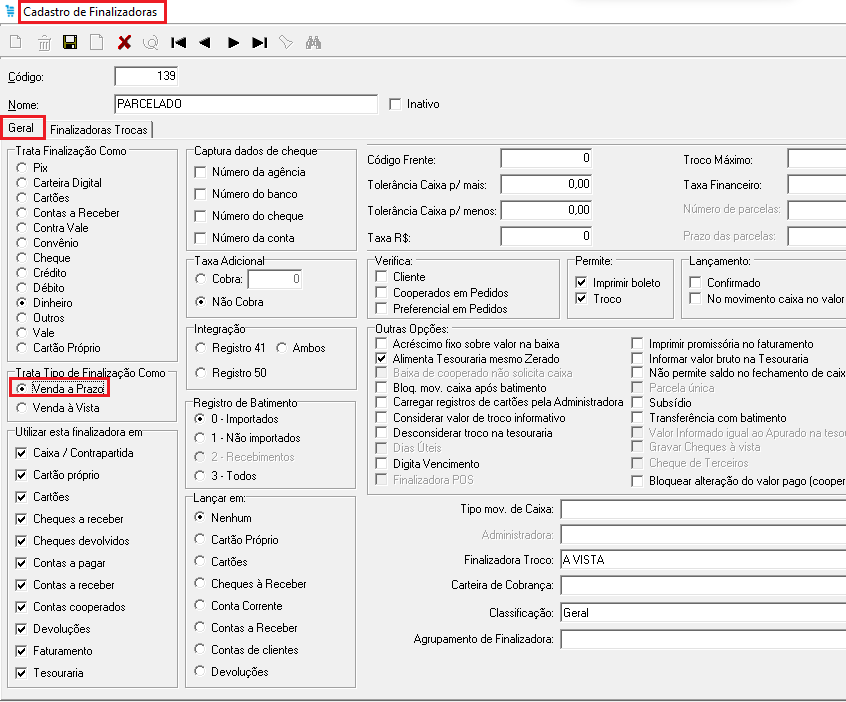 Cadastro de Finalizadoras
Código: 139
Nome: PARCELADO Inativo
Geral Finalizadoras Trocas
Trata Finalização Como
Pix
Carteira Digital
Cartões
Contas a Receber
Contra Vale
Convênio
Cheque
Crédito
Débito
Dinheiro
Outros
Vale
Cartão Próprio
Trata Tipo de Finalização Como
Venda a Prazo
Venda à Vista
Utilizar esta finalizadora em
Caixa / Contrapartida
Cartão próprio
Cartões
Cheques a receber
Cheques devolvidos
Contas a pagar
Contas a receber
Contas cooperados
Devoluções
Faturamento
Tesouraria
Captura dados de cheque
Número da agência
Número do banco
Número do cheque
Número da conta
Taxa Adicional
Cobra: 0
Não Cobra
Integração
Registro 41 Ambos
Registro 50
Registro de Batimento
0 - Importados
1 - Não importados
2 - Recebimentos
3 - Todos
Lançar em:
Nenhum
Cartão Próprio
Cartões
Cheques à Receber
Conta Corrente
Contas a Receber
Contas de clientes
Devoluções
Código Frente: 0
Tolerância Caixa p/ mais: 0,00
Tolerância Caixa p/ menos: 0,00
Taxa R$: 0
Troco Máximo:
Taxa Financeiro:
Número de parcelas:
Prazo das parcelas:
Verifica:
Cliente
Cooperados em Pedidos
Preferencial em Pedidos
Permite:
Imprimir boleto
Troco
Lançamento:
Confirmado
No movimento caixa no valor
Outras Opções:
Acréscimo fixo sobre valor na baixa
Alimenta Tesouraria mesmo Zerado
Baixa de cooperado não solicita caixa
Bloq. mov. caixa após batimento
Carregar registros de cartões pela Administradora
Considerar valor de troco informativo
Desconsiderar troco na tesouraria
Dias Úteis
Digita Vencimento
Finalizadora POS
Imprimir promissória no faturamento
Informar valor bruto na Tesouraria
Não permite saldo no fechamento de caix
Parcela única
Subsídio
Transferência com batimento
Valor Informado igual ao Apurado na tesou
Gravar Cheques à vista
Cheque de Terceiros
Bloquear alteração do valor pago (cooper
Tipo mov. de Caixa:
Administradora:
Finalizadora Troco: A VISTA
Carteira de Cobrança:
Classificação: Geral
Agrupamento de Finalizadora: